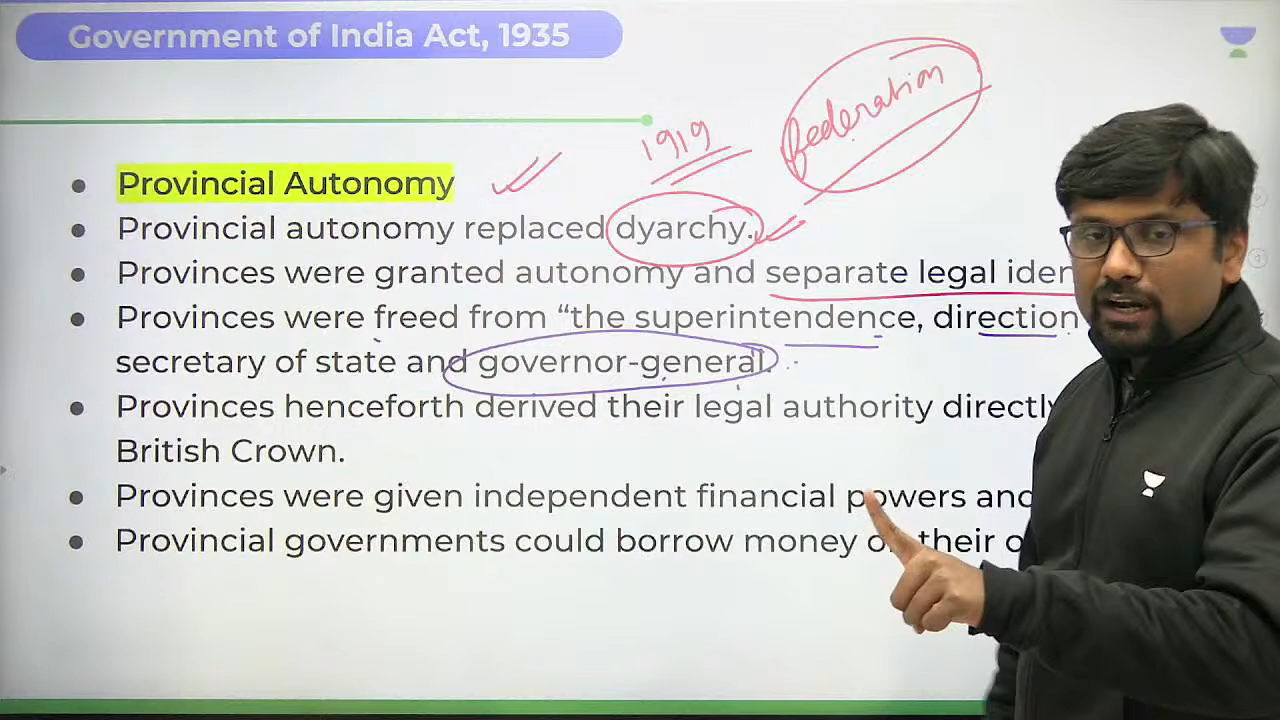 Government of India Act, 1935
federation
1919
Provincial Autonomy
Provincial autonomy replaced dyarchy.
Provinces were granted autonomy and separate legal iden
Provinces were freed from “the superintendence, direction
secretary of state and governor-general.
Provinces henceforth derived their legal authority directly
British Crown.
Provinces were given independent financial powers and
Provincial governments could borrow money on their o